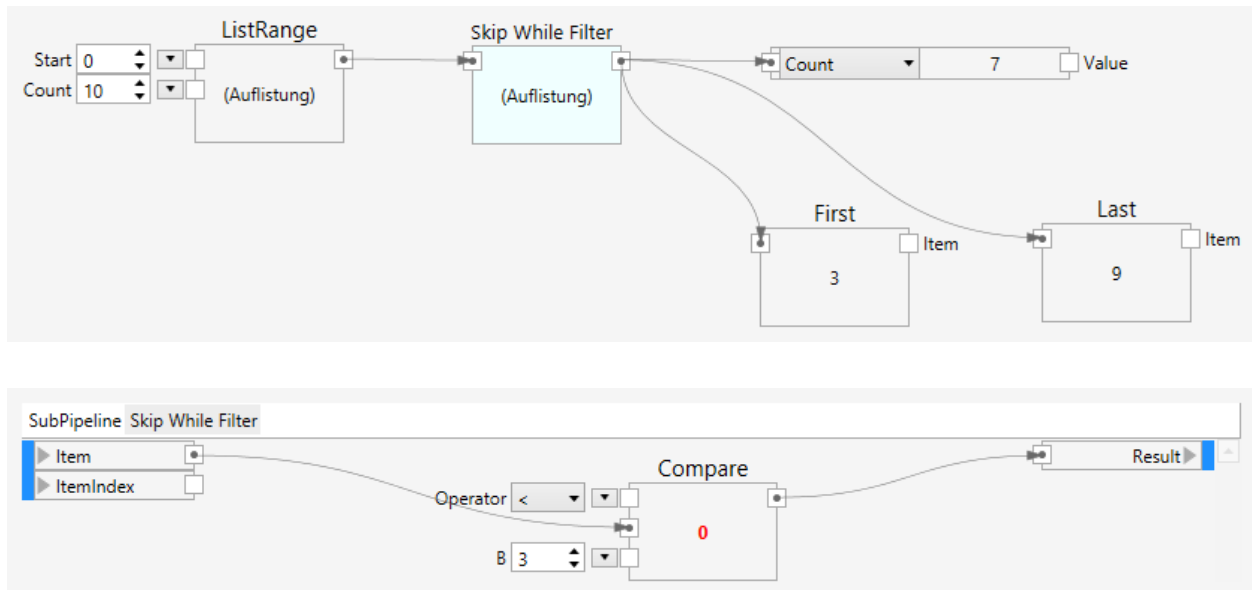 ListRange
Skip While Filter
Start 0
Count 10
(Auflistung)
(Auflistung)
Count 7 Value
First
Item
3
Last
Item
9
SubPipeline Skip While Filter
Item
ItemIndex
Result
Compare
Operator <
0
B 3